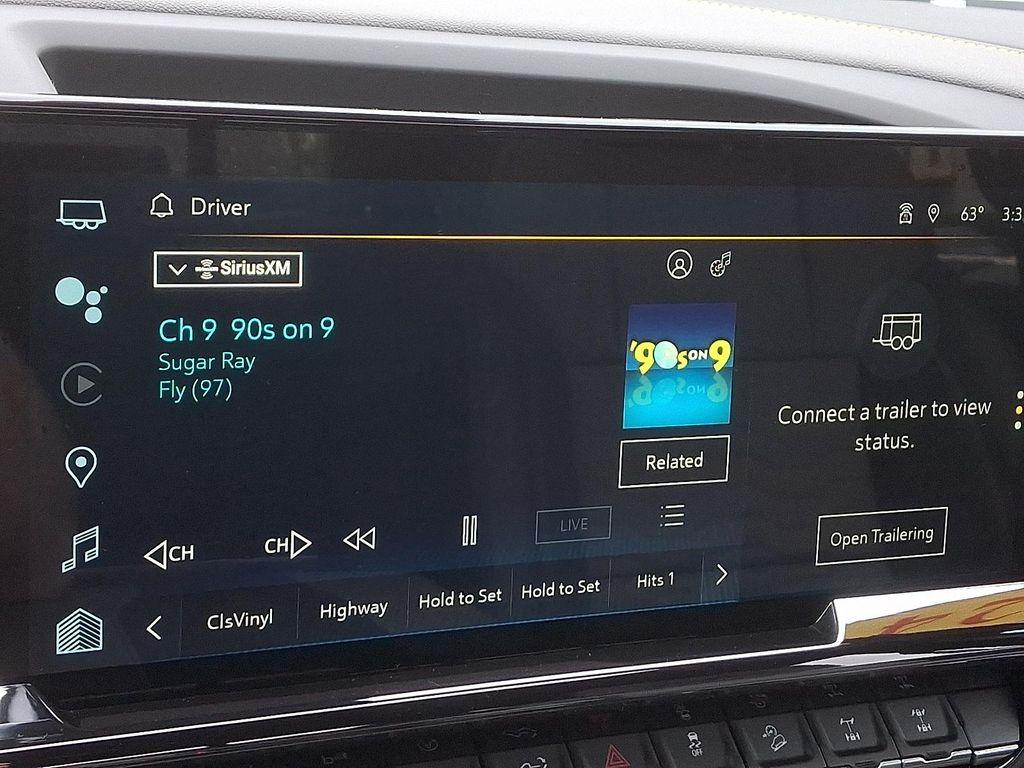 Driver
63°
SiriusXM
Ch 9 90s on 9
Sugar Ray
Fly (97)
'90s ON 9
Related
Connect a trailer to view
status.
CH
CH
LIVE
Open Trailering
ClsVinyl
Highway
Hold to Set
Hold to Set
Hits 1
OFF